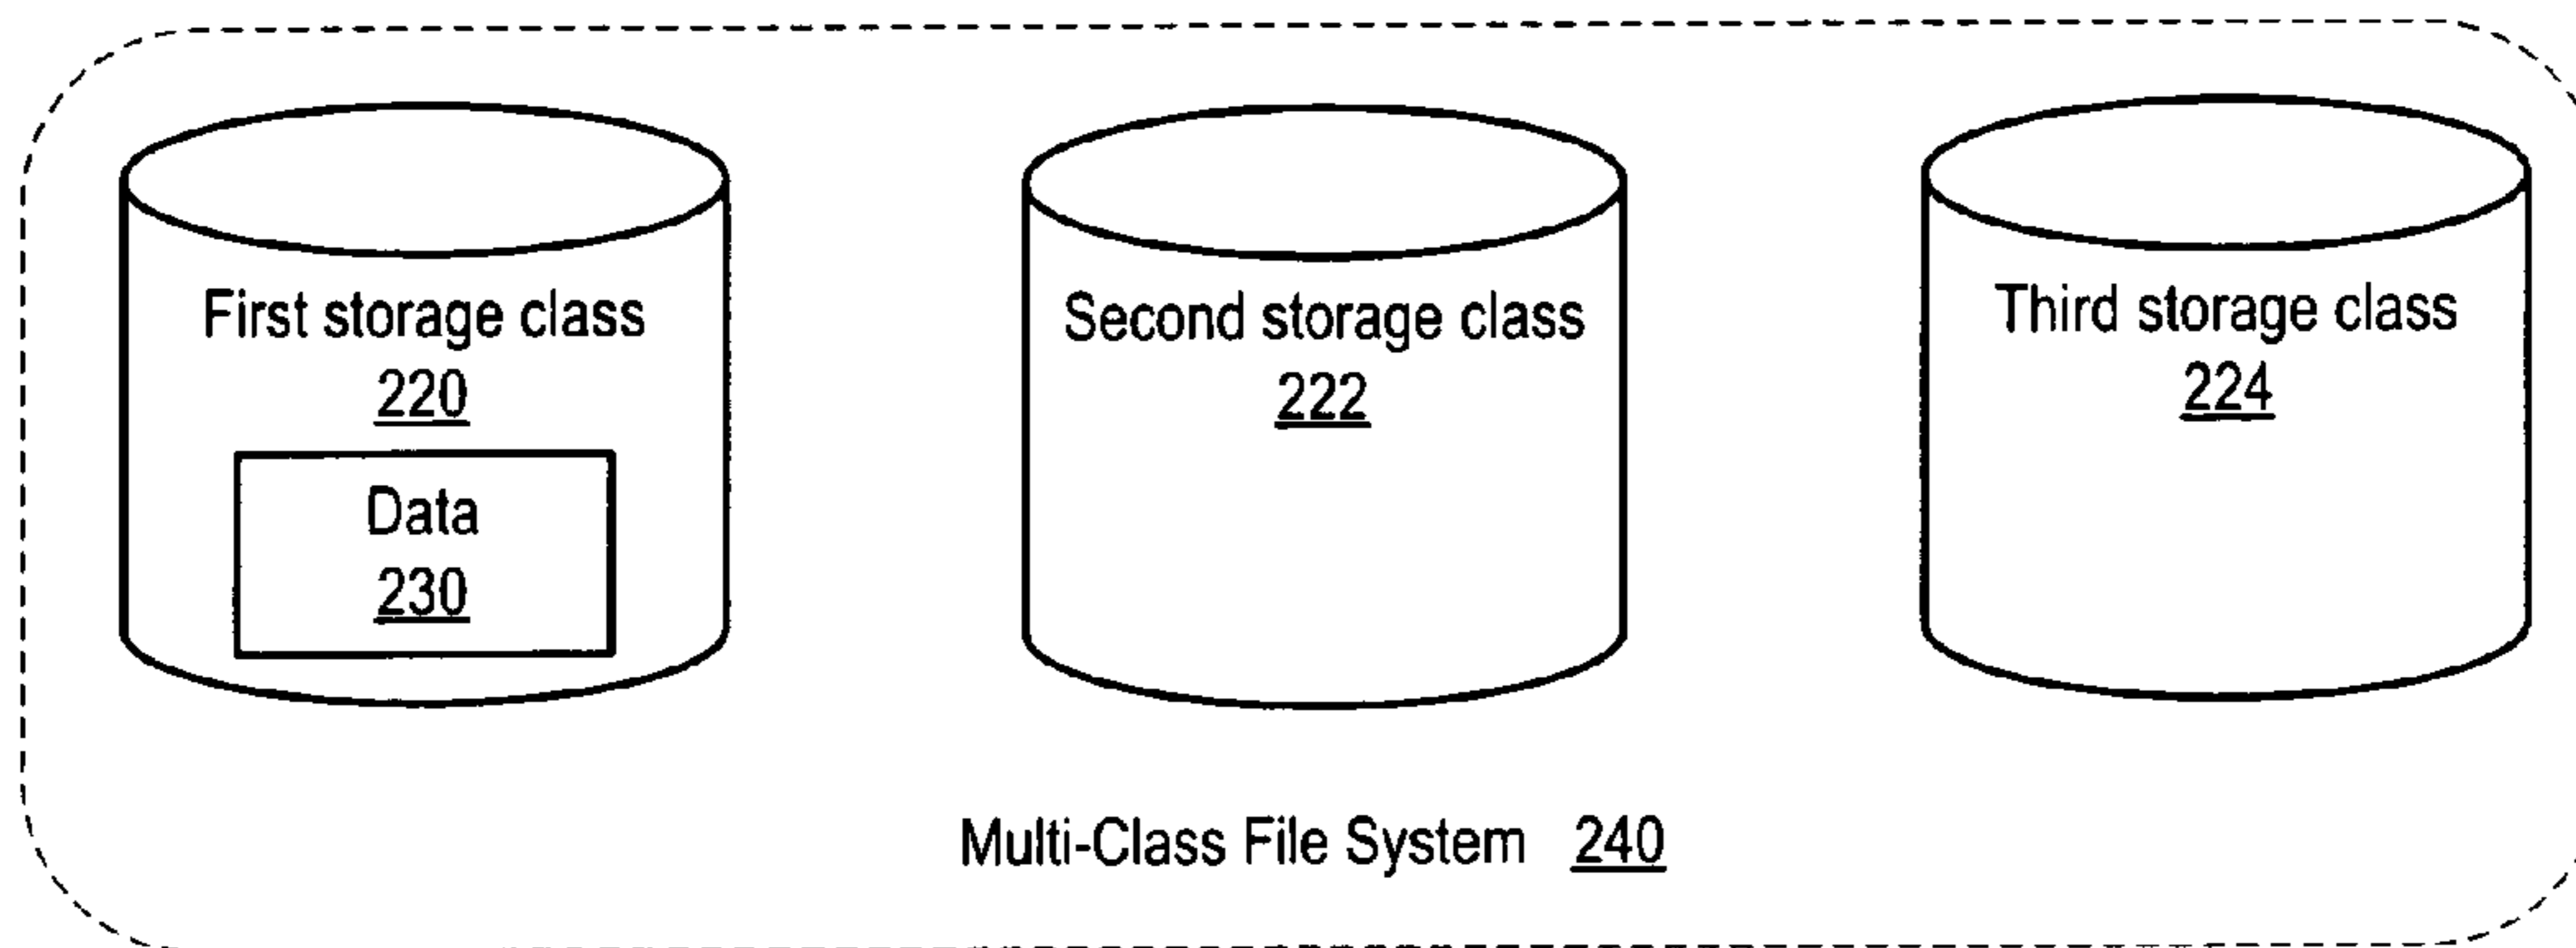 First storage class
220
Data
230
Second storage class
222
Third storage class
224
Multi-Class File System 240